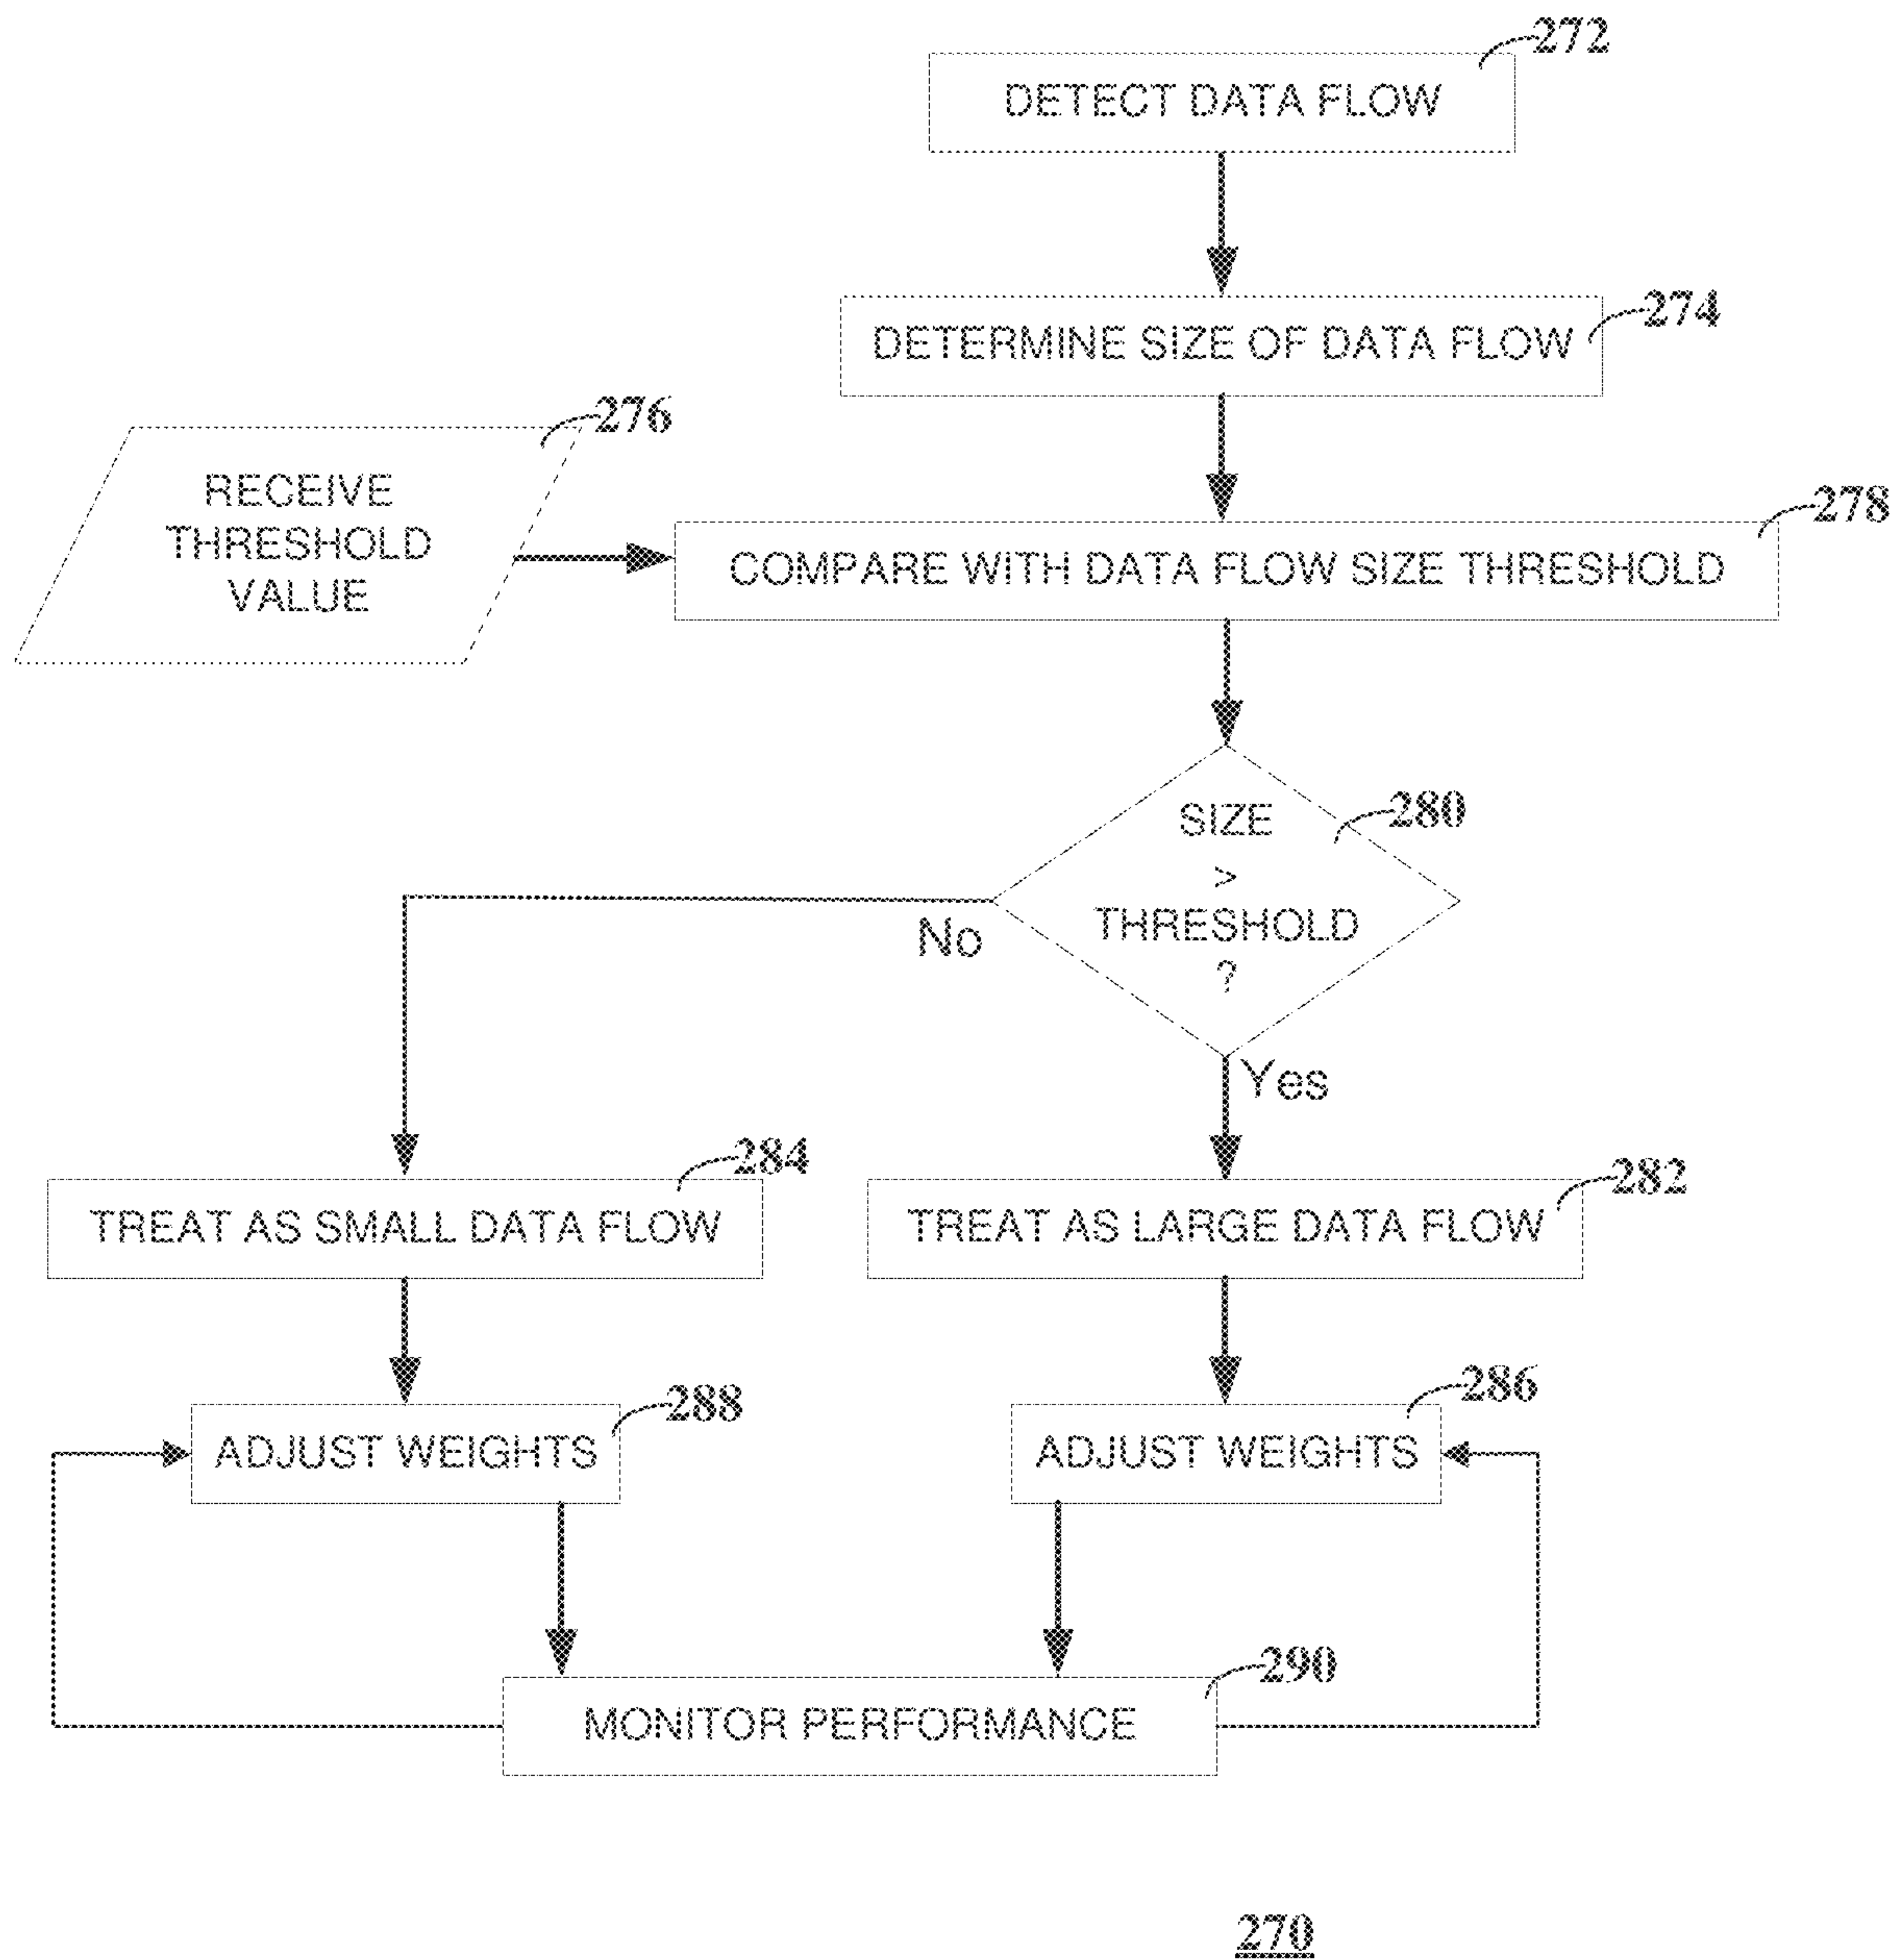 272
DETECT DATA FLOW
274
DETERMINE SIZE OF DATA FLOW
276
RECEIVE
THRESHOLD
VALUE
278
COMPARE WITH DATA FLOW SIZE THRESHOLD
280
SIZE
>
THRESHOLD
?
No
Yes
284
TREAT AS SMALL DATA FLOW
282
TREAT AS LARGE DATA FLOW
288
ADJUST WEIGHTS
286
ADJUST WEIGHTS
290
MONITOR PERFORMANCE
270